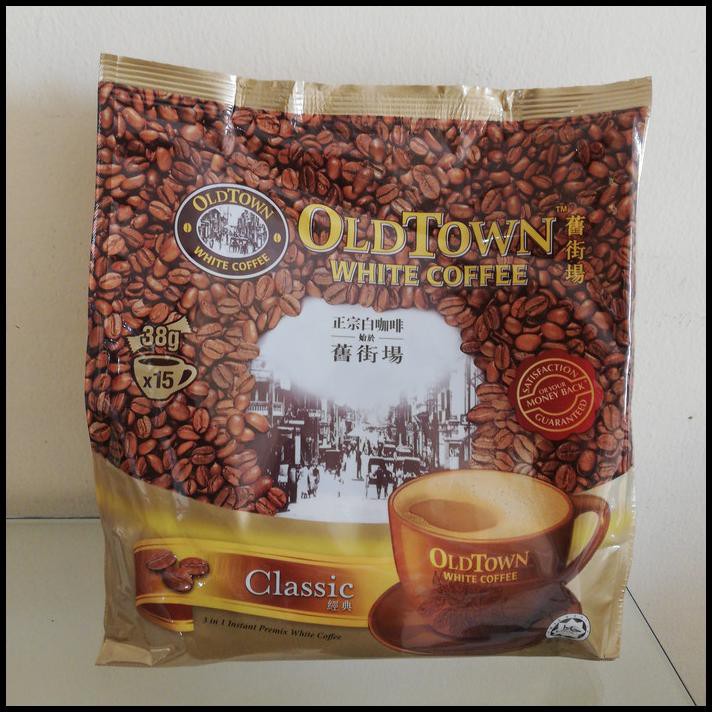 OLDTOWN
WHITE COFFEE
OLDTOWN™
WHITE COFFEE
舊街場
38g
x15
正宗白咖啡
始於
舊街場
SATISFACTION
OR YOUR
MONEY BACK
GUARANTEED
OLDTOWN
WHITE COFFEE
Classic
經典
3 in 1 Instant Premix White Coffee